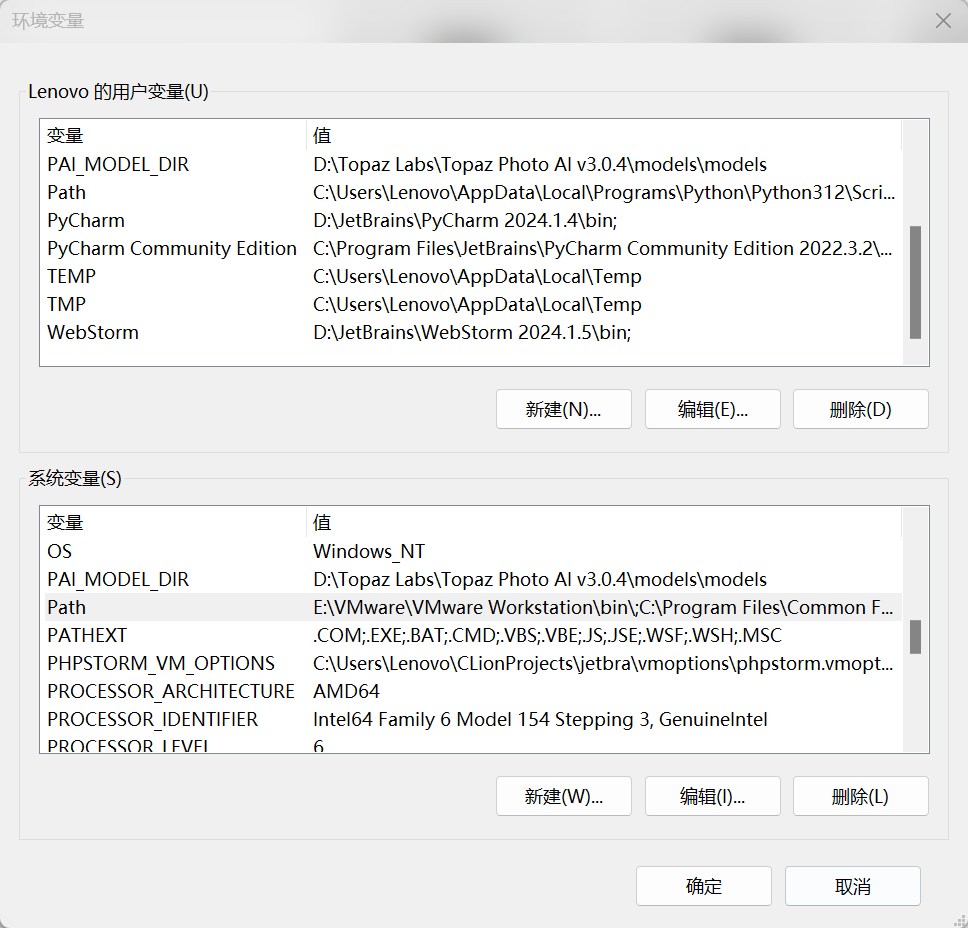 环境变量
Lenovo 的用户变量(U)
变量 值
PAI_MODEL_DIR D:\Topaz Labs\Topaz Photo AI v3.0.4\models\models
Path C:\Users\Lenovo\AppData\Local\Programs\Python\Python312\Scri...
PyCharm D:\JetBrains\PyCharm 2024.1.4\bin;
PyCharm Community Edition C:\Program Files\JetBrains\PyCharm Community Edition 2022.3.2\...
TEMP C:\Users\Lenovo\AppData\Local\Temp
TMP C:\Users\Lenovo\AppData\Local\Temp
WebStorm D:\JetBrains\WebStorm 2024.1.5\bin;
新建(N)... 编辑(E)... 删除(D)
系统变量(S)
变量 值
OS Windows_NT
PAI_MODEL_DIR D:\Topaz Labs\Topaz Photo AI v3.0.4\models\models
Path E:\VMware\VMware Workstation\bin\;C:\Program Files\Common F...
PATHEXT .COM;.EXE;.BAT;.CMD;.VBS;.VBE;.JS;.JSE;.WSF;.WSH;.MSC
PHPSTORM_VM_OPTIONS C:\Users\Lenovo\CLionProjects\jetbra\vmoptions\phpstorm.vmopt...
PROCESSOR_ARCHITECTURE AMD64
PROCESSOR_IDENTIFIER Intel64 Family 6 Model 154 Stepping 3, GenuineIntel
PROCESSOR_LEVEL 6
新建(W)... 编辑(I)... 删除(L)
确定 取消